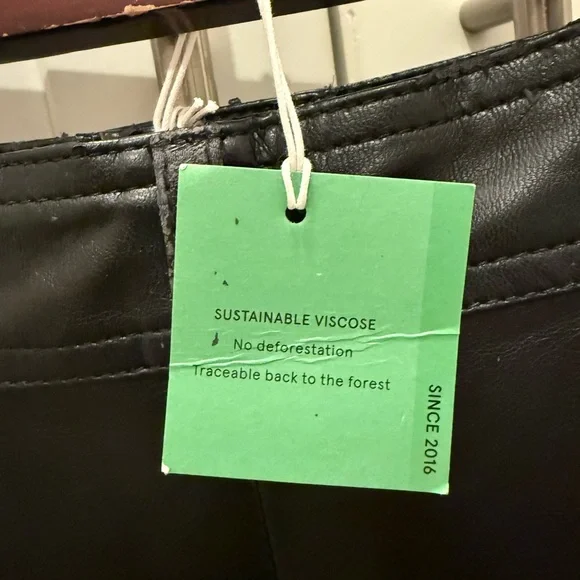 SUSTAINABLE VISCOSE
No deforestation
Traceable back to the forest
SINCE 2016